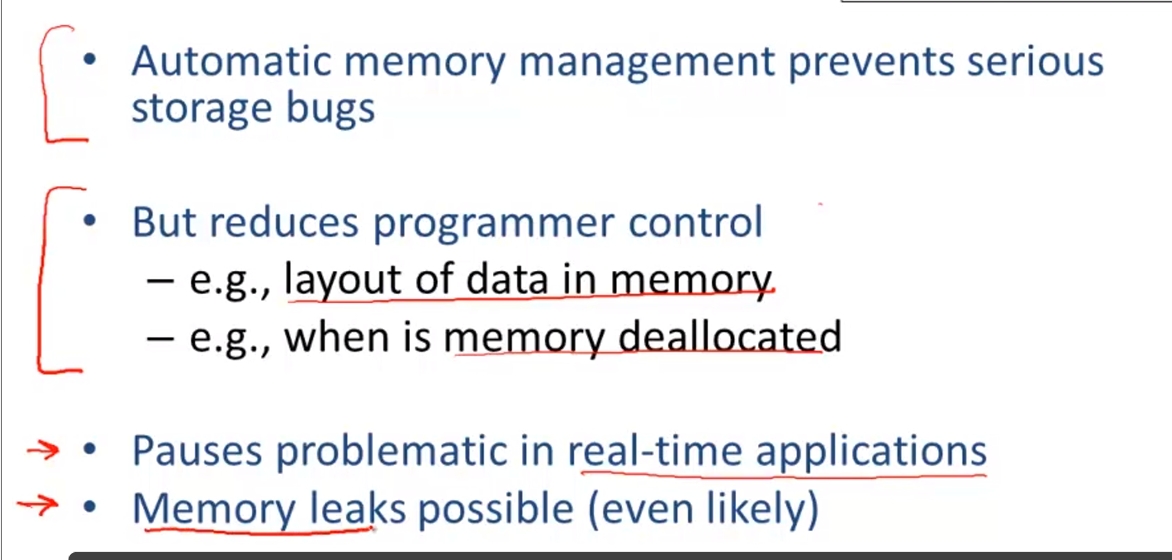 • Automatic memory management prevents serious
storage bugs
• But reduces programmer control
– e.g., layout of data in memory
– e.g., when is memory deallocated
• Pauses problematic in real-time applications
• Memory leaks possible (even likely)